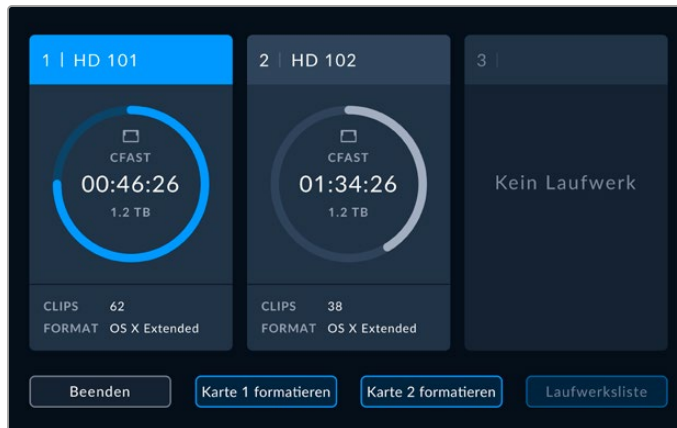 1 | HD 101
CFAST
00:46:26
1.2 TB
CLIPS 62
FORMAT OS X Extended
2 | HD 102
CFAST
01:34:26
1.2 TB
CLIPS 38
FORMAT OS X Extended
3 |
Kein Laufwerk
Beenden
Karte 1 formatieren
Karte 2 formatieren
Laufwerksliste